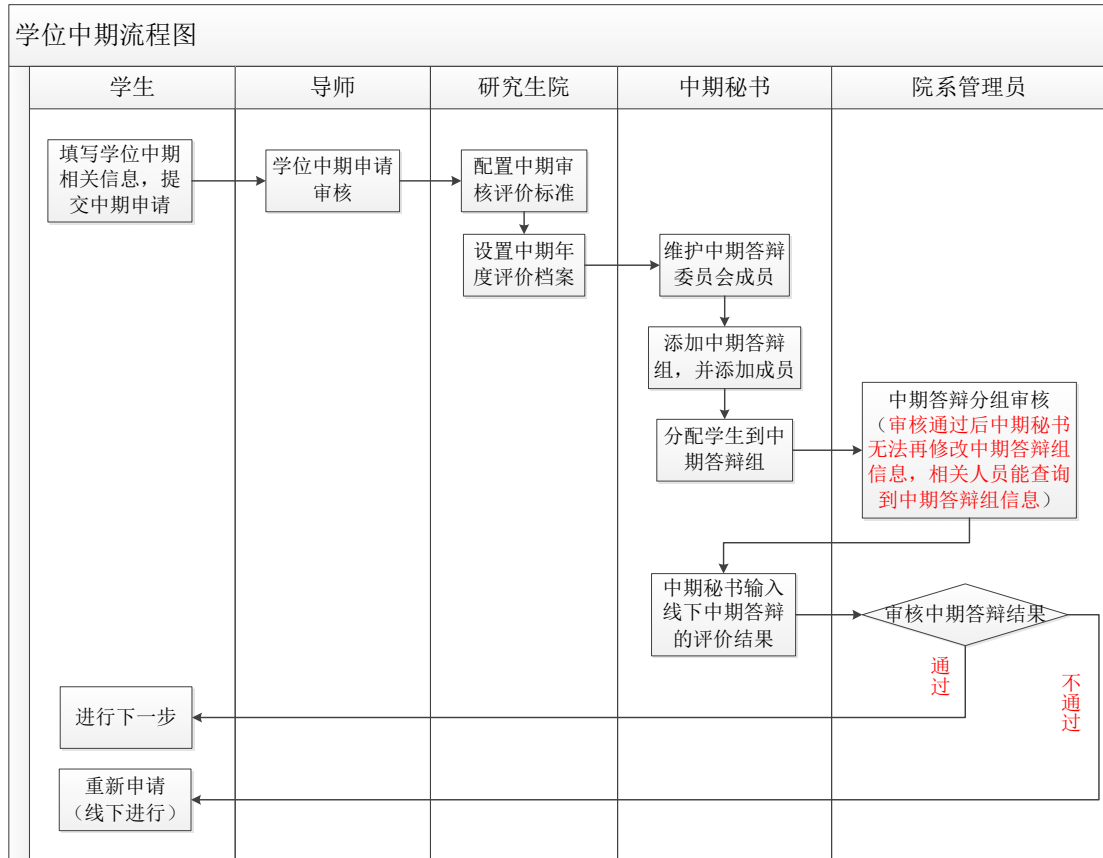 学位中期流程图
学生
导师
研究生院
中期秘书
院系管理员
填写学位中期
相关信息，提
交中期申请
学位中期申请
审核
配置中期审
核评价标准
设置中期年
度评价档案
维护中期答辩
委员会成员
添加中期答辩
组，并添加成员
分配学生到中
期答辩组
中期答辩分组审核
（审核通过后中期秘书
无法再修改中期答辩组
信息，相关人员能查询
到中期答辩组信息）
中期秘书输入
线下中期答辩
的评价结果
审核中期答辩结果
通过
不通过
进行下一步
重新申请
（线下进行）